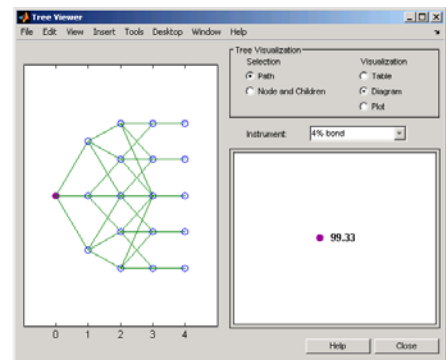 Tree Viewer
File Edit View Insert Tools Desktop Window Help
Tree Visualization
Selection Visualization
Path Table
Node and Children Diagram
Plot
Instrument: 4% bond
99.33
0 1 2 3 4
Help Close